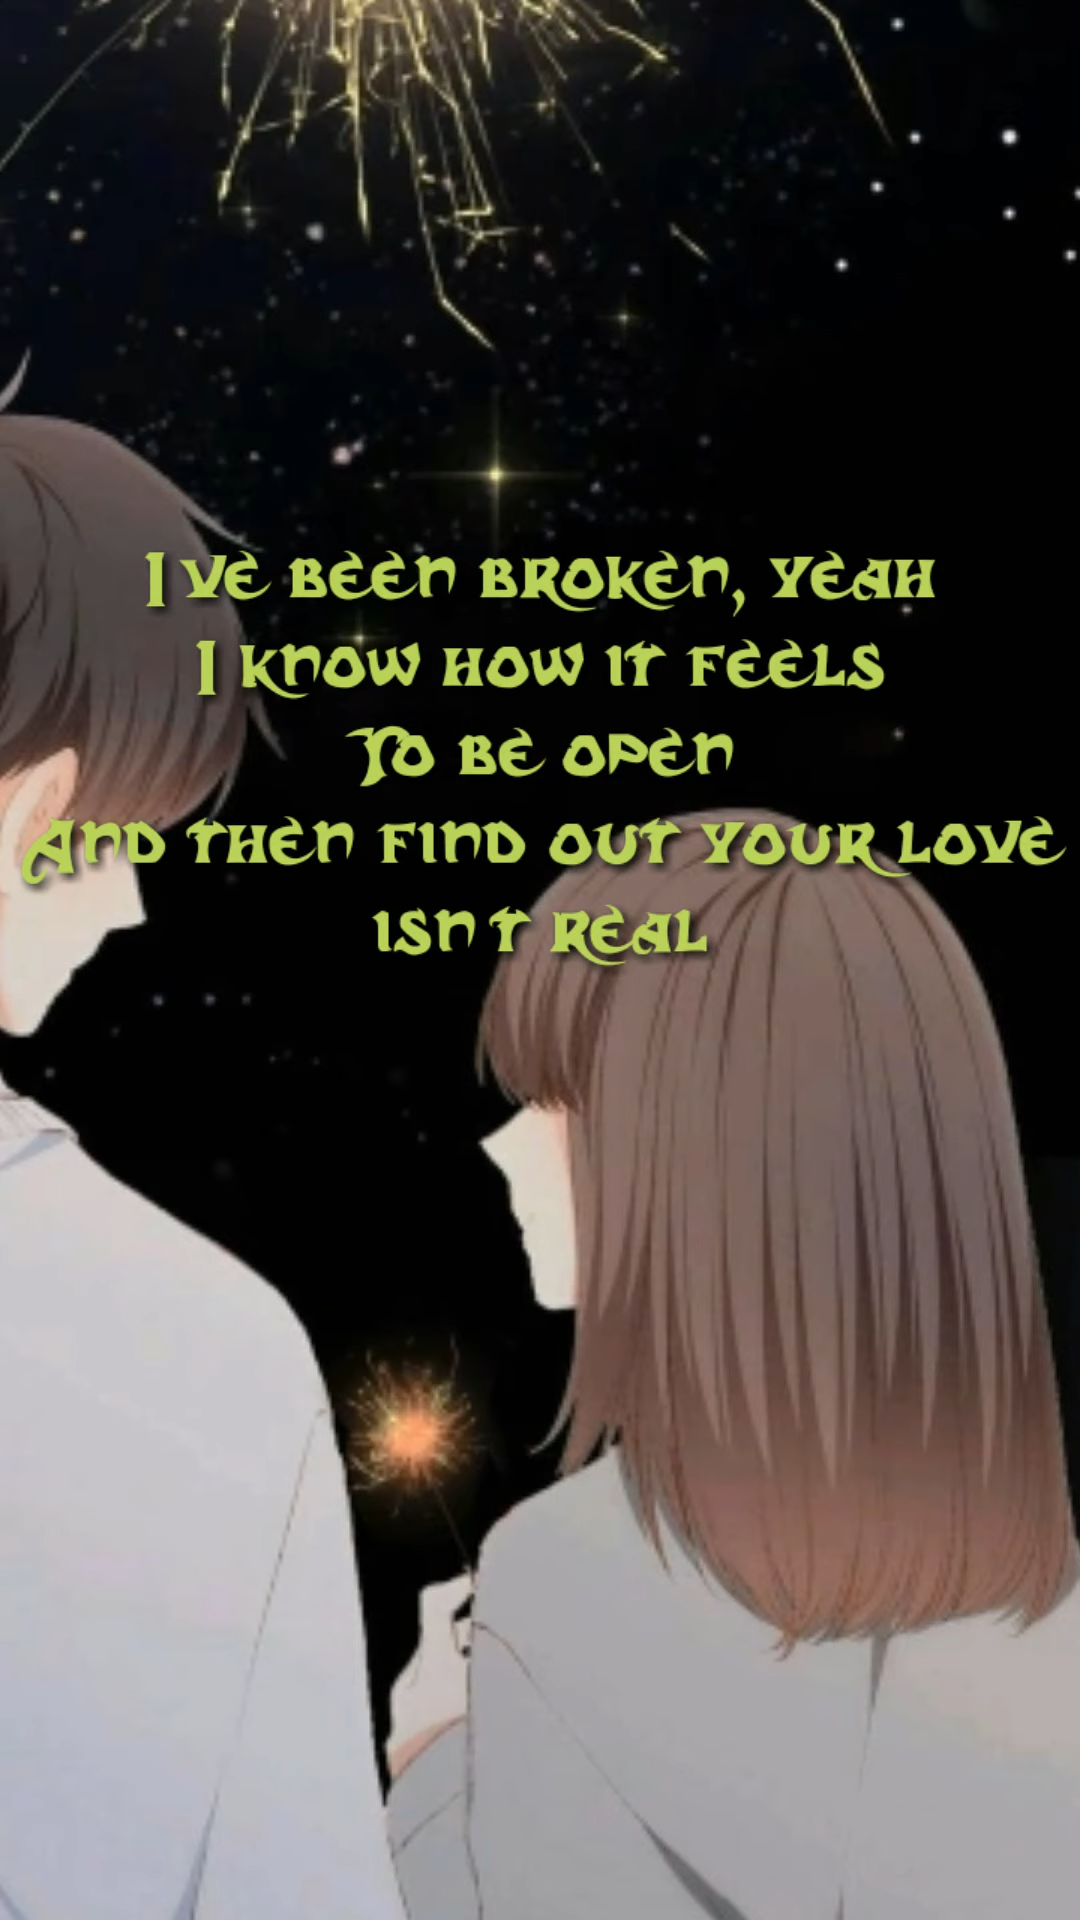 I ve been broken, yeah
I know how it feels
To be open
And then find out your love
isn t real